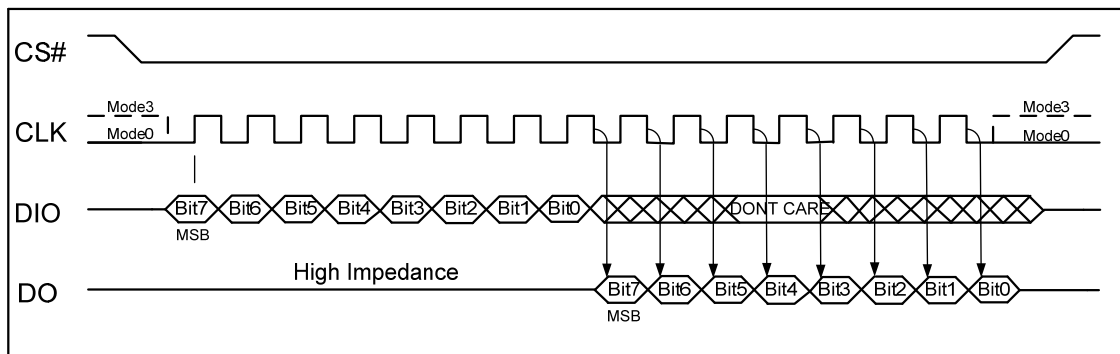 CS#
Mode3
Mode3
CLK
Mode0
Mode0
DIO
Bit7 Bit6 Bit5 Bit4 Bit3 Bit2 Bit1 Bit0 DONT CARE
MSB
High Impedance
DO
Bit7 Bit6 Bit5 Bit4 Bit3 Bit2 Bit1 Bit0
MSB